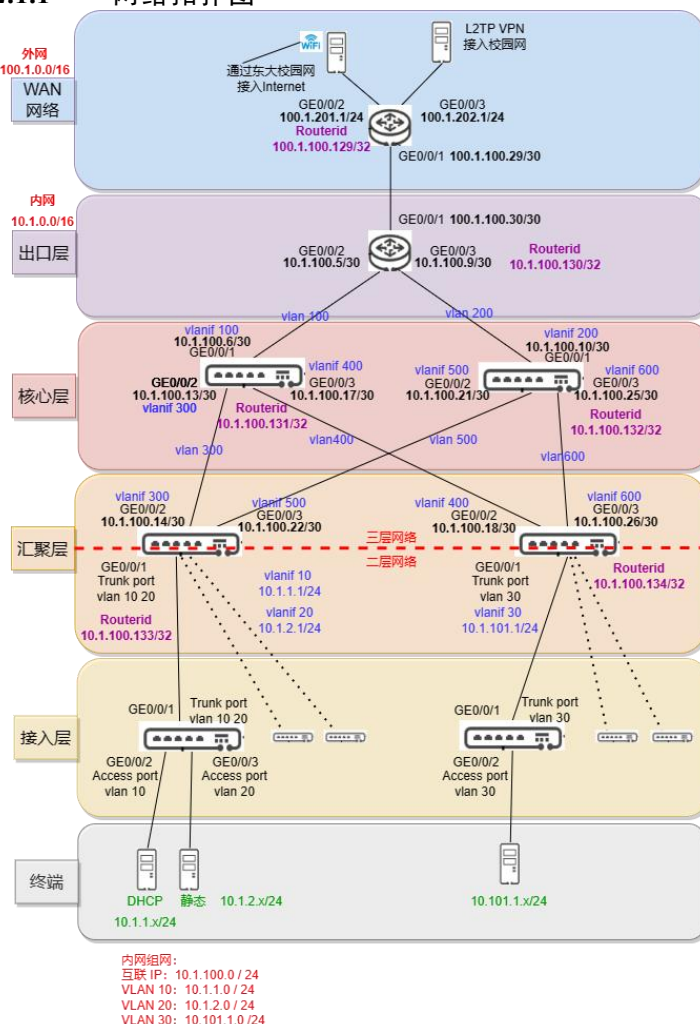 网络拓扑图
L2TP VPN
接入校园网
WiFi
外网
100.1.0.0/16
WAN
网络
通过东大校园网
接入Internet
GE0/0/2
100.1.201.1/24
GE0/0/3
100.1.202.1/24
Routerid
100.1.100.129/32
GE0/0/1 100.1.100.29/30
内网
10.1.0.0/16
出口层
GE0/0/1 100.1.100.30/30
GE0/0/2
10.1.100.5/30
GE0/0/3
10.1.100.9/30
Routerid
10.1.100.130/32
vlan 100
vlan 200
核心层
vlanif 100
10.1.100.6/30
GE0/0/1
vlanif 200
10.1.100.10/30
GE0/0/1
vlanif 400
GE0/0/3
10.1.100.17/30
GE0/0/2
10.1.100.13/30
vlanif 300
Routerid
10.1.100.131/32
vlanif 500
GE0/0/2
10.1.100.21/30
vlanif 600
GE0/0/3
10.1.100.25/30
Routerid
10.1.100.132/32
vlan 300
vlan400
vlan 500
vlan600
汇聚层
vlanif 300
GE0/0/2
10.1.100.14/30
vlanif 500
GE0/0/3
10.1.100.22/30
vlanif 400
GE0/0/2
10.1.100.18/30
vlanif 600
GE0/0/3
10.1.100.26/30
三层网络
二层网络
GE0/0/1
Trunk port
vlan 10 20
Routerid
10.1.100.133/32
vlanif 10
10.1.1.1/24
vlanif 20
10.1.2.1/24
GE0/0/1
Trunk port
vlan 30
vlanif 30
10.1.101.1/24
Routerid
10.1.100.134/32
接入层
GE0/0/1
Trunk port
vlan 10 20
GE0/0/2
Access port
vlan 10
GE0/0/3
Access port
vlan 20
GE0/0/1
Trunk port
vlan 30
GE0/0/2
Access port
vlan 30
终端
DHCP
10.1.1.x/24
静态 10.1.2.x/24
10.101.1.x/24
内网组网：
互联 IP：10.1.100.0 / 24
VLAN 10：10.1.1.0 / 24
VLAN 20：10.1.2.0 / 24
VLAN 30：10.101.1.0 /24